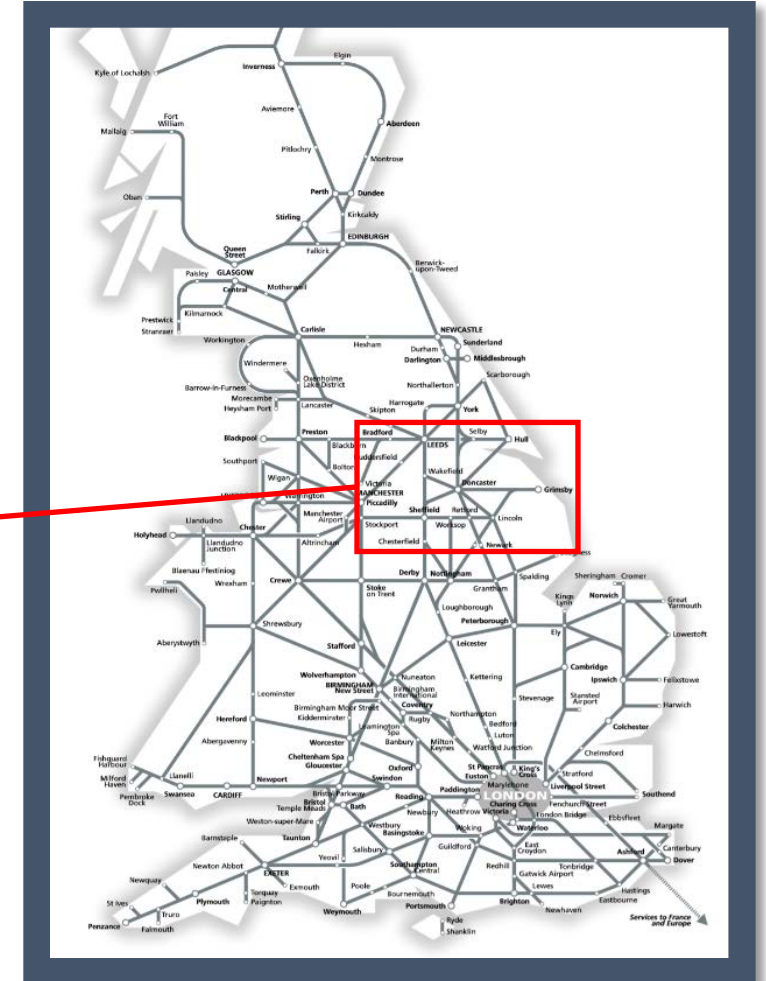 Elgin
Inverness
Kyle of Lochalsh
Aviemore
Fort
William
Aberdeen
Mallaig
Pitlochry
Montrose
Perth
Dundee
Oban
Stirling
Kirkcaldy
EDINBURGH
Queen
Street
Falkirk
Berwick-
upon-Tweed
Paisley
GLASGOW
Central
Motherwell
Kilmarnock
Prestwick
Stranraer
Carlisle
NEWCASTLE
Workington
Hexham
Sunderland
Durham
Darlington
Middlesbrough
Windermere
Scarborough
Oxenholme
Lake District
Barrow-in-Furness
Northallerton
Morecambe
Heysham Port
Lancaster
Harrogate
York
Skipton
Preston
Bradford
Selby
Blackpool
Blackburn
LEEDS
Hull
Southport
Bolton
Huddersfield
Wakefield
Wigan
Victoria
MANCHESTER
Piccadilly
Doncaster
Grimsby
Warrington
Manchester
Airport
Sheffield
Retford
Lincoln
Llandudno
Stockport
Worksop
Holyhead
Chester
Llandudno
Junction
Altrincham
Chesterfield
Newark
Blaenau Ffestiniog
Derby
Nottingham
Spalding
Sheringham
Cromer
Pwllheli
Wrexham
Crewe
Stoke
on Trent
Grantham
Kings
Lynn
Norwich
Great
Yarmouth
Loughborough
Peterborough
Aberystwyth
Shrewsbury
Stafford
Leicester
Ely
Lowestoft
Wolverhampton
BIRMINGHAM
New Street
Nuneaton
Kettering
Cambridge
Ipswich
Felixstowe
Leominster
Birmingham
International
Birmingham Moor Street
Coventry
Stevenage
Stansted
Airport
Harwich
Kidderminster
Rugby
Northampton
Hereford
Leamington
Spa
Bedford
Colchester
Abergavenny
Worcester
Banbury
Milton
Keynes
Luton
Watford Junction
Chelmsford
Fishguard
Harbour
Cheltenham Spa
Gloucester
Oxford
St Pancras
Euston
King's
Cross
Stratford
Milford
Haven
Llanelli
Swindon
Marylebone
Liverpool Street
Pembroke
Dock
Swansea
CARDIFF
Newport
Bristol Parkway
Reading
Paddington
LONDON
Southend
Bristol
Temple Meads
Bath
Newbury
Heathrow
Victoria
Charing Cross
Fenchurch Street
Weston-super-Mare
London Bridge
Ebbsfleet
Barnstaple
Westbury
Basingstoke
Woking
Waterloo
Margate
Taunton
Salisbury
Guildford
East
Croydon
Canterbury
Newton Abbot
Yeovil
Southampton
Central
Redhill
Tonbridge
Ashford
Dover
Newquay
EXETER
Exmouth
Poole
Gatwick Airport
St Ives
Plymouth
Torquay
Paignton
Bournemouth
Lewes
Hastings
Eastbourne
Truro
Weymouth
Portsmouth
Brighton
Newhaven
Penzance
Falmouth
Ryde
Shanklin
Services to France
and Europe